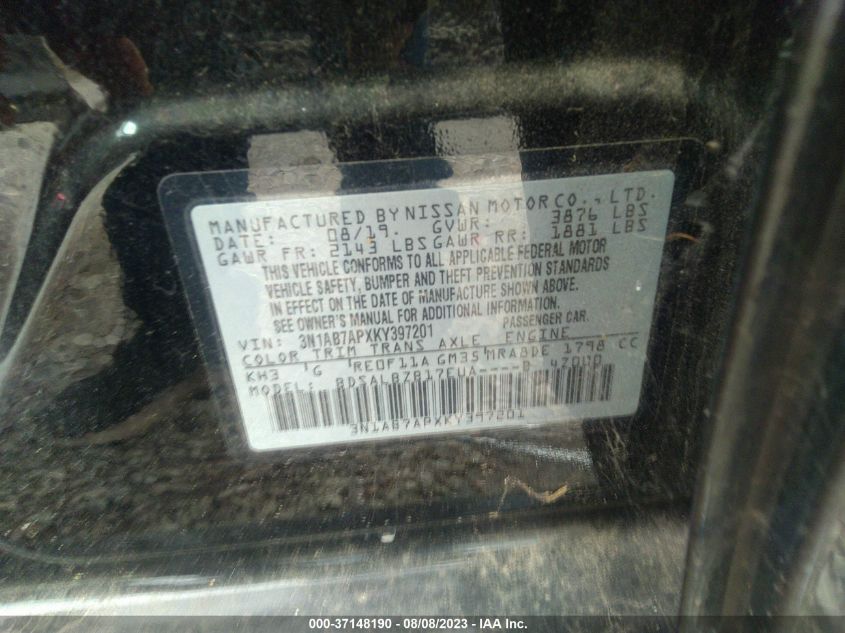 MANUFACTURED BY NISSAN MOTOR CO., LTD.
DATE: 08/19. GVWR: 3876 LBS
GAWR FR: 2143 LBS GAWR RR: 1881 LBS
THIS VEHICLE CONFORMS TO ALL APPLICABLE FEDERAL MOTOR
VEHICLE SAFETY, BUMPER AND THEFT PREVENTION STANDARDS
IN EFFECT ON THE DATE OF MANUFACTURE SHOWN ABOVE.
SEE OWNER'S MANUAL FOR ADDITIONAL INFORMATION.
VIN: 3N1AB7APXKY397201 PASSENGER CAR.
COLOR TRIM TRANS AXLE ENGINE
KH3 'G 'RE0F11A GM35'MRA8DE 1798 CC
MODEL: BDSALBZB17EUA----
3N1AB7APXKY397201
000-37148190 - 08/08/2023 - IAA Inc.